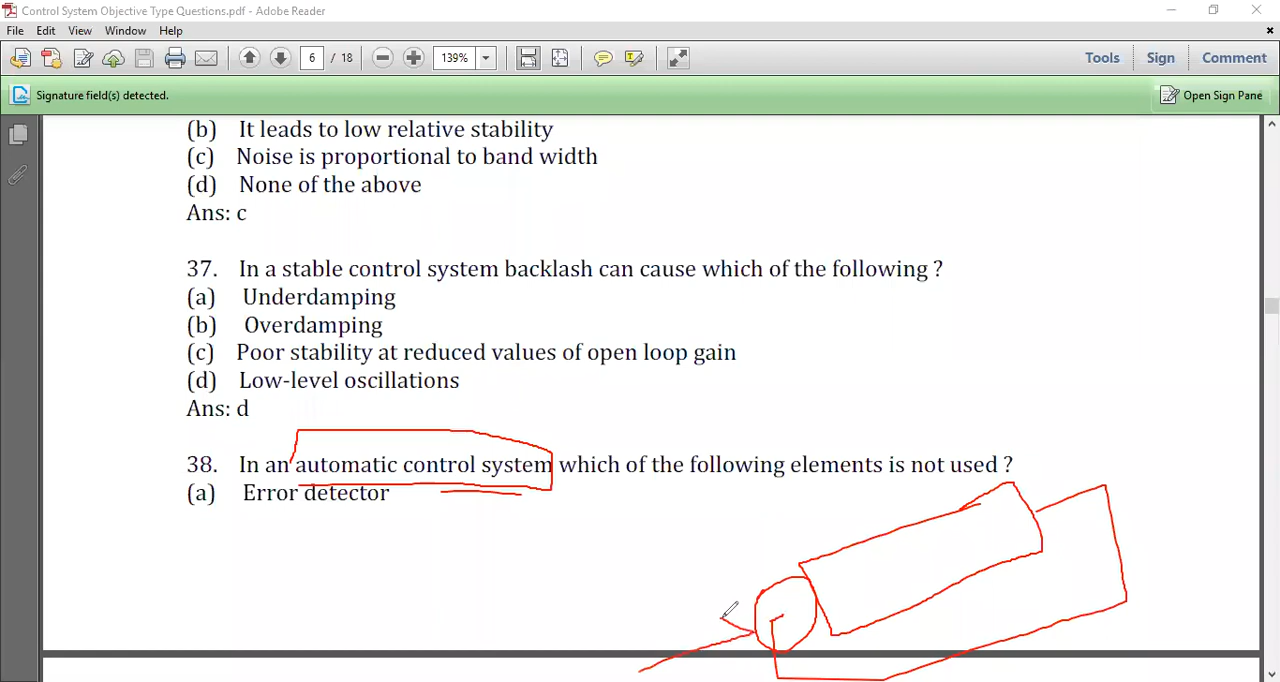 Control System Objective Type Questions.pdf - Adobe Reader
File Edit View Window Help
6 / 18 139% Tools Sign Comment
Signature field(s) detected. Open Sign Pane
(b) It leads to low relative stability
(c) Noise is proportional to band width
(d) None of the above
Ans: c
37. In a stable control system backlash can cause which of the following ?
(a) Underdamping
(b) Overdamping
(c) Poor stability at reduced values of open loop gain
(d) Low-level oscillations
Ans: d
38. In an automatic control system which of the following elements is not used ?
(a) Error detector